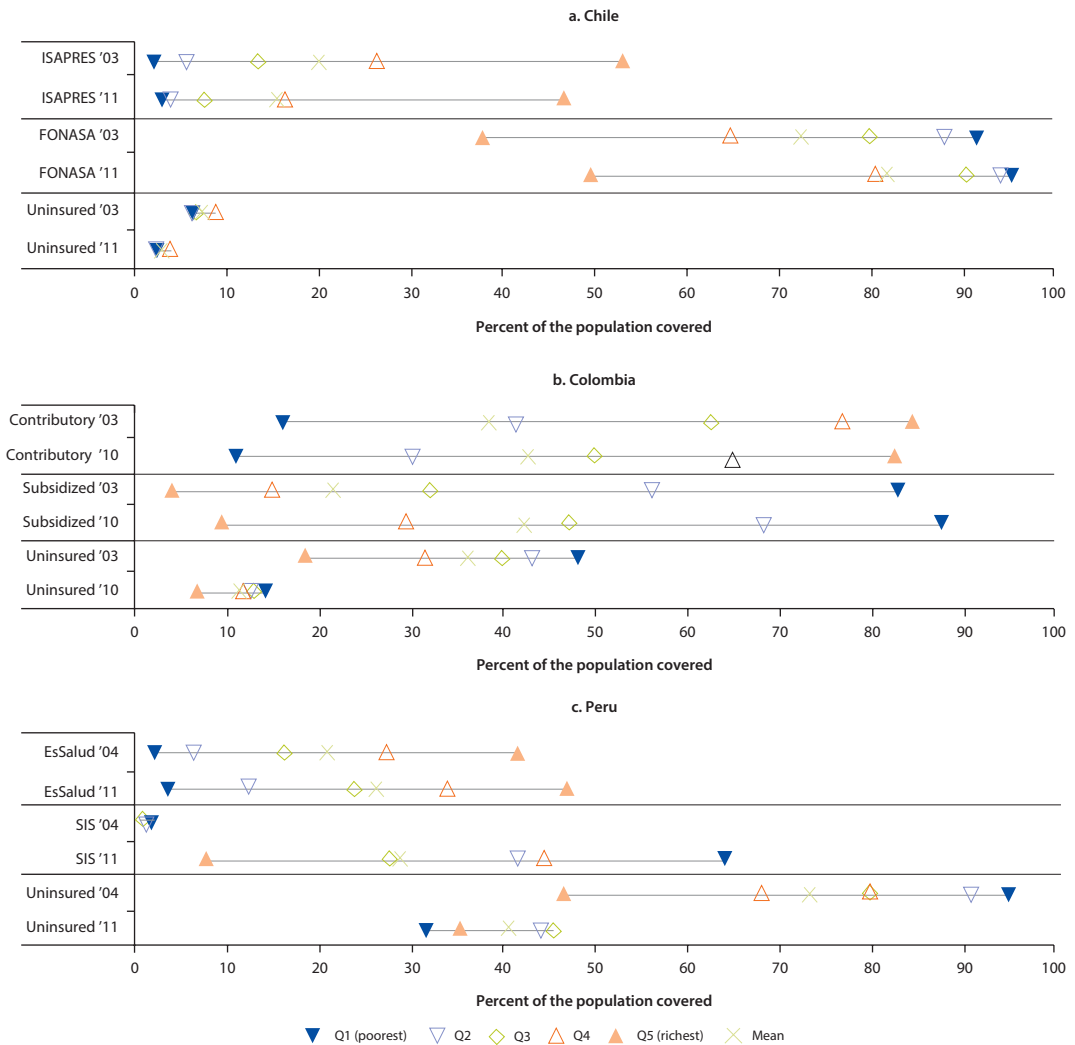 a. Chile
ISAPRES ’03
ISAPRES ’11
FONASA ’03
FONASA ’11
Uninsured ’03
Uninsured ’11
0 10 20 30 40 50 60 70 80 90 100
Percent of the population covered
b. Colombia
Contributory ’03
Contributory ’10
Subsidized ’03
Subsidized ’10
Uninsured ’03
Uninsured ’10
0 10 20 30 40 50 60 70 80 90 100
Percent of the population covered
c. Peru
EsSalud ’04
EsSalud ’11
SIS ’04
SIS ’11
Uninsured ’04
Uninsured ’11
0 10 20 30 40 50 60 70 80 90 100
Percent of the population covered
Q1 (poorest) Q2 Q3 Q4 Q5 (richest) Mean